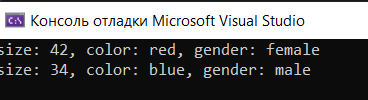 Консоль отладки Microsoft Visual Studio
size: 42, color: red, gender: female
size: 34, color: blue, gender: male